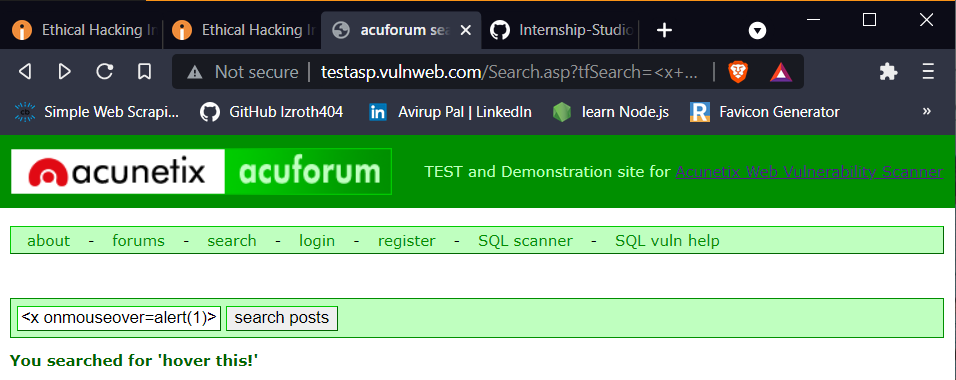 Ethical Hacking In Ethical Hacking In acuforum sea Internship-Studio
Not secure testasp.vulnweb.com/Search.asp?tfSearch=<x+...
Simple Web Scrapi... GitHub lzroth404 Avirup Pal | LinkedIn learn Node.js Favicon Generator »
acunetix acuforum TEST and Demonstration site for Acunetix Web Vulnerability Scanner
about - forums - search - login - register - SQL scanner - SQL vuln help
<x onmouseover=alert(1)> search posts
You searched for 'hover this!'